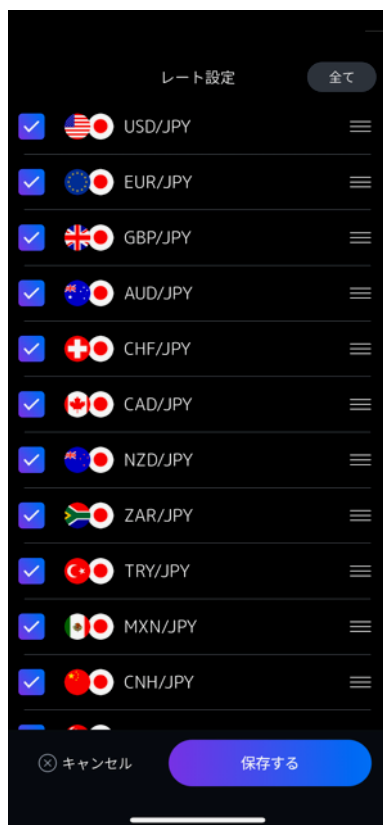 レート設定
全て
USD/JPY
EUR/JPY
GBP/JPY
AUD/JPY
CHF/JPY
CAD/JPY
NZD/JPY
ZAR/JPY
TRY/JPY
MXN/JPY
CNH/JPY
キャンセル
保存する